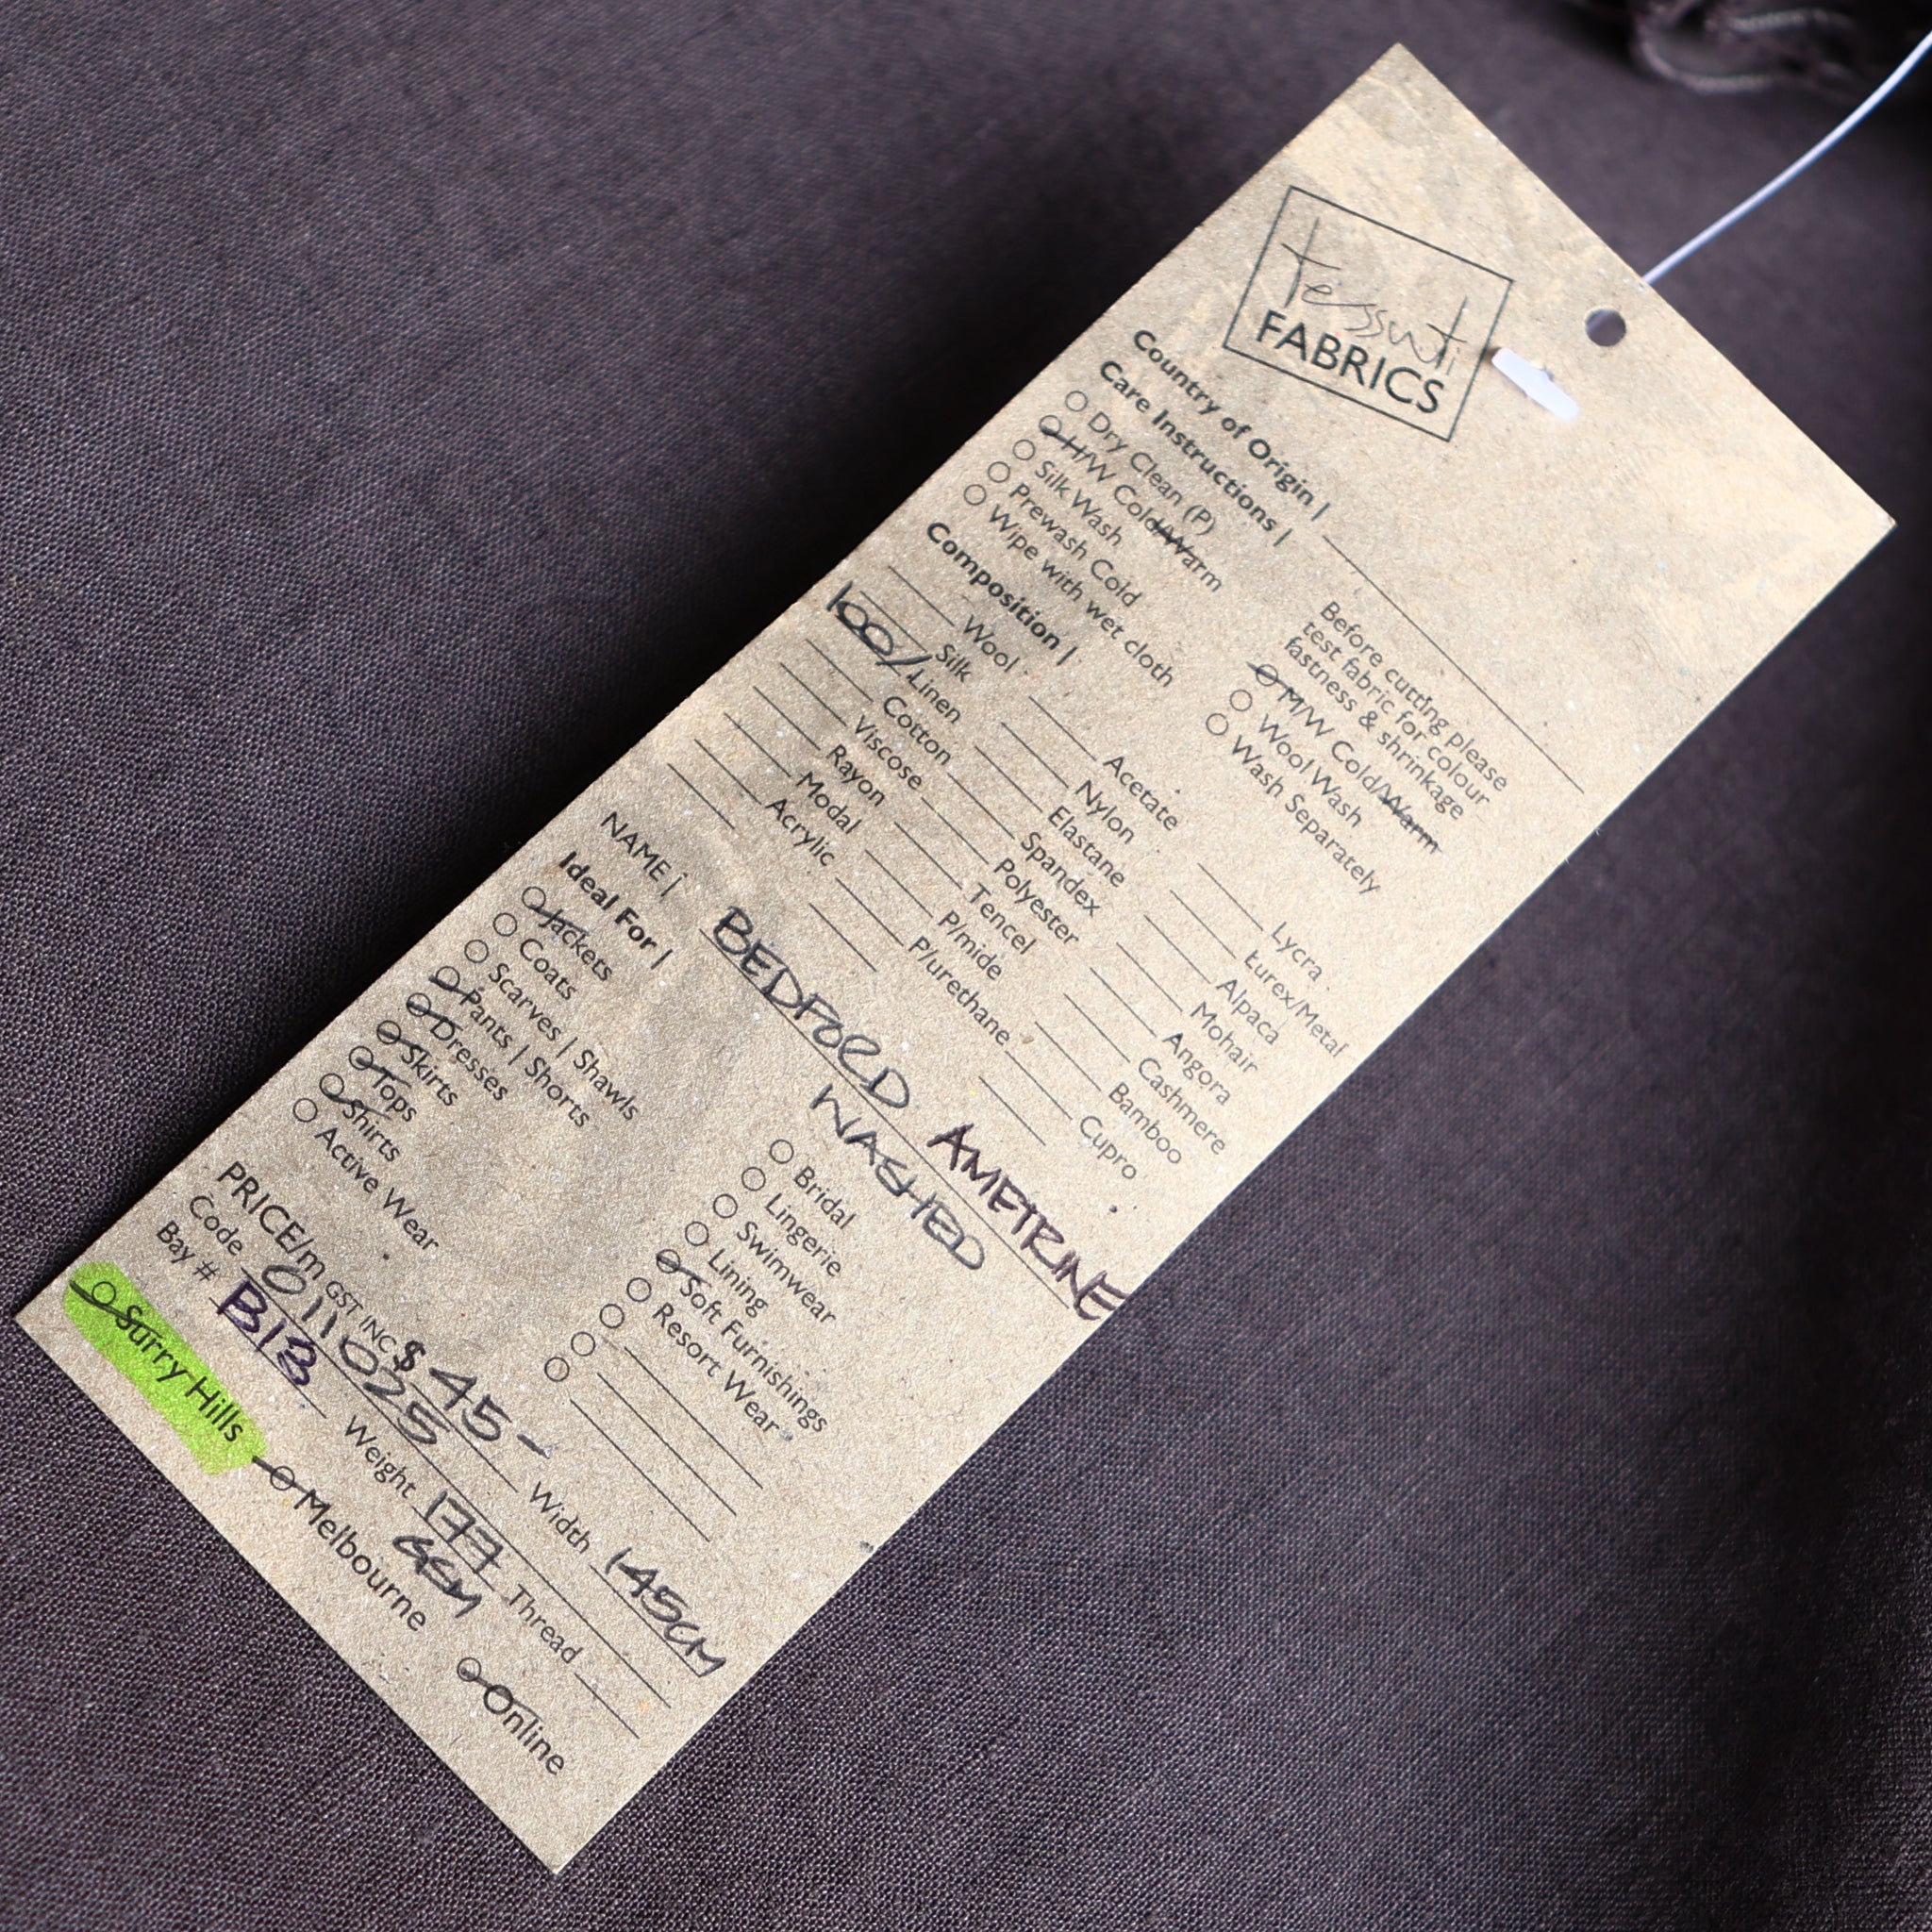 tessuti
FABRICS
Country of Origin |
Care Instructions |
Dry Clean (P)
H/W Cold/Warm
Silk Wash
Prewash Cold
Wipe with wet cloth
Before cutting please
test fabric for colour
fastness & shrinkage
M/W Cold/Warm
Wool Wash
Wash Separately
Composition |
Wool
Silk
100/ Linen
Cotton
Viscose
Rayon
Modal
Acrylic
Acetate
Nylon
Elastane
Spandex
Polyester
Tencel
P/mide
P/urethane
Lycra
Lurex/Metal
Alpaca
Mohair
Angora
Cashmere
Bamboo
Cupro
NAME | BEDFORD AMETRINE
WASHED
Ideal For |
Jackets
Coats
Scarves | Shawls
Pants | Shorts
Dresses
Skirts
Tops
Shirts
Active Wear
Bridal
Lingerie
Swimwear
Lining
Soft Furnishings
Resort Wear
PRICE/m GST INC $45-
Code 0110225 Width 145CM
Bay # B18 Weight 177 GSM Thread
Surry Hills Melbourne Online